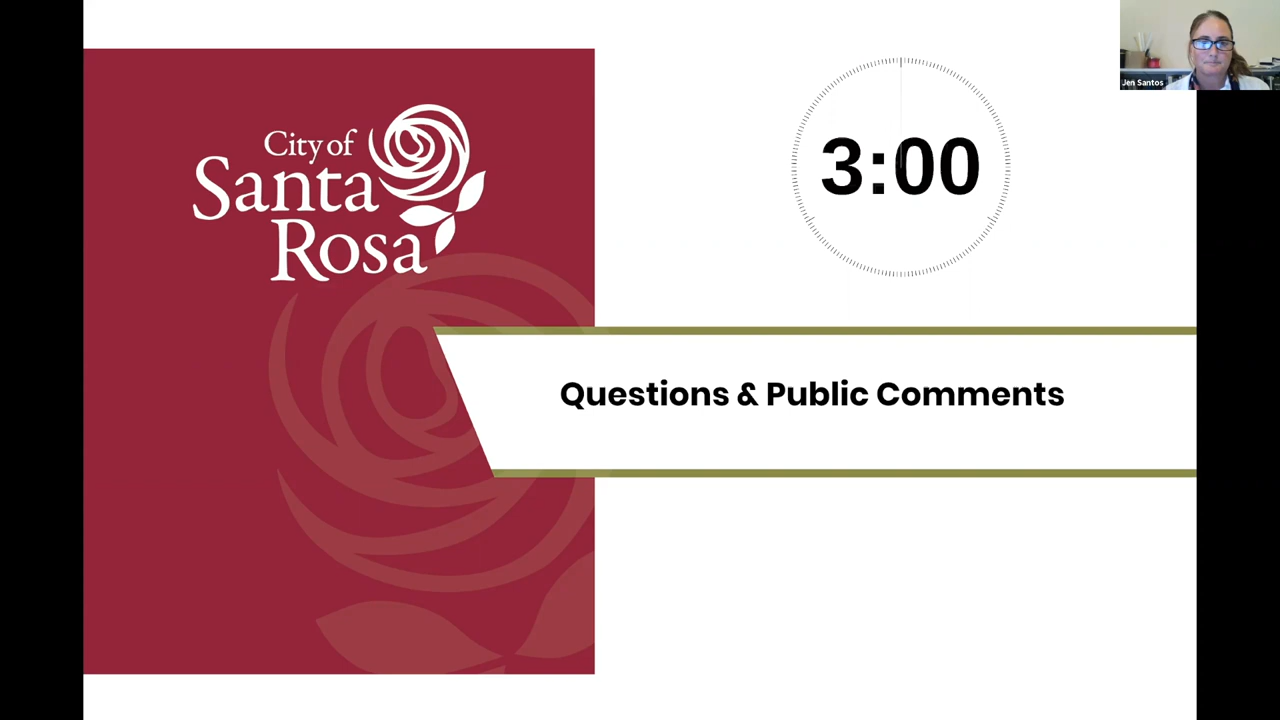 City of
Santa
Rosa
3:00
Jen Santos
Questions & Public Comments